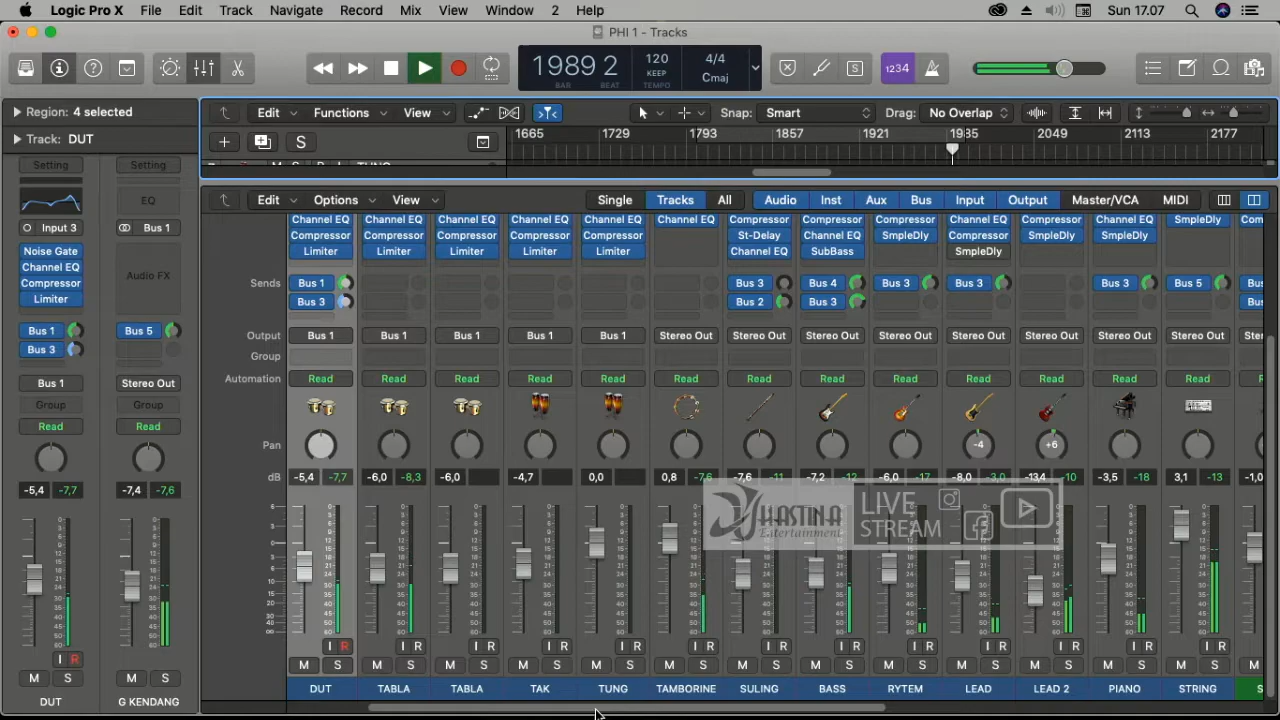 Logic Pro X File Edit Track Navigate Record Mix View Window 2 Help Sun 17.07
PHI 1 - Tracks
1989 2 120 4/4
BAR BEAT KEEP TEMPO Cmaj
1234
Region: 4 selected
Edit Functions View Snap: Smart Drag: No Overlap
Track: DUT
S
1665 1729 1793 1857 1921 1985 2049 2113 2177
Setting Setting
Edit Options View Single Tracks All Audio Inst Aux Bus Input Output Master/VCA MIDI
EQ
Input 3 Bus 1
Channel EQ Channel EQ Channel EQ Channel EQ Channel EQ Channel EQ Compressor Compressor Compressor Channel EQ Compressor Channel EQ SmpleDly
Compressor Compressor Compressor Compressor Compressor St-Delay Compressor SmpleDly Compressor SmpleDly SmpleDly
Limiter Limiter Limiter Limiter Limiter Channel EQ SubBass SmpleDly
Noise Gate
Channel EQ
Compressor
Limiter
Audio FX
Sends Bus 1 Bus 3 Bus 4 Bus 3 Bus 3 Bus 3 Bus 5
Bus 3 Bus 2 Bus 3
Bus 1 Bus 5
Bus 3
Output Bus 1 Bus 1 Bus 1 Bus 1 Bus 1 Stereo Out Stereo Out Stereo Out Stereo Out Stereo Out Stereo Out Stereo Out Stereo Out
Group
Automation Read Read Read Read Read Read Read Read Read Read Read Read Read
Bus 1 Stereo Out
Group Group
Read Read
Pan -4 +6
dB -5,4 -7,7 -6,0 -8,3 -6,0 -4,7 0,0 0,8 -7,6 -7,6 -11 -7,2 -12 -6,0 -17 -8,0 -3,0 -13,4 -10 -3,5 -18 3,1 -13 -1,0
-5,4 -7,7 -7,4 -7,6
HASTINA Entertainment
LIVE STREAM
I R I R I R I R I R I R I R I R I R I R I R I R I R
I R
M S M S M S M S M S M S M S M S M S M S M S M S M S
M S M S
DUT TABLA TABLA TAK TUNG TAMBORINE SULING BASS RYTEM LEAD LEAD 2 PIANO STRING
DUT G KENDANG